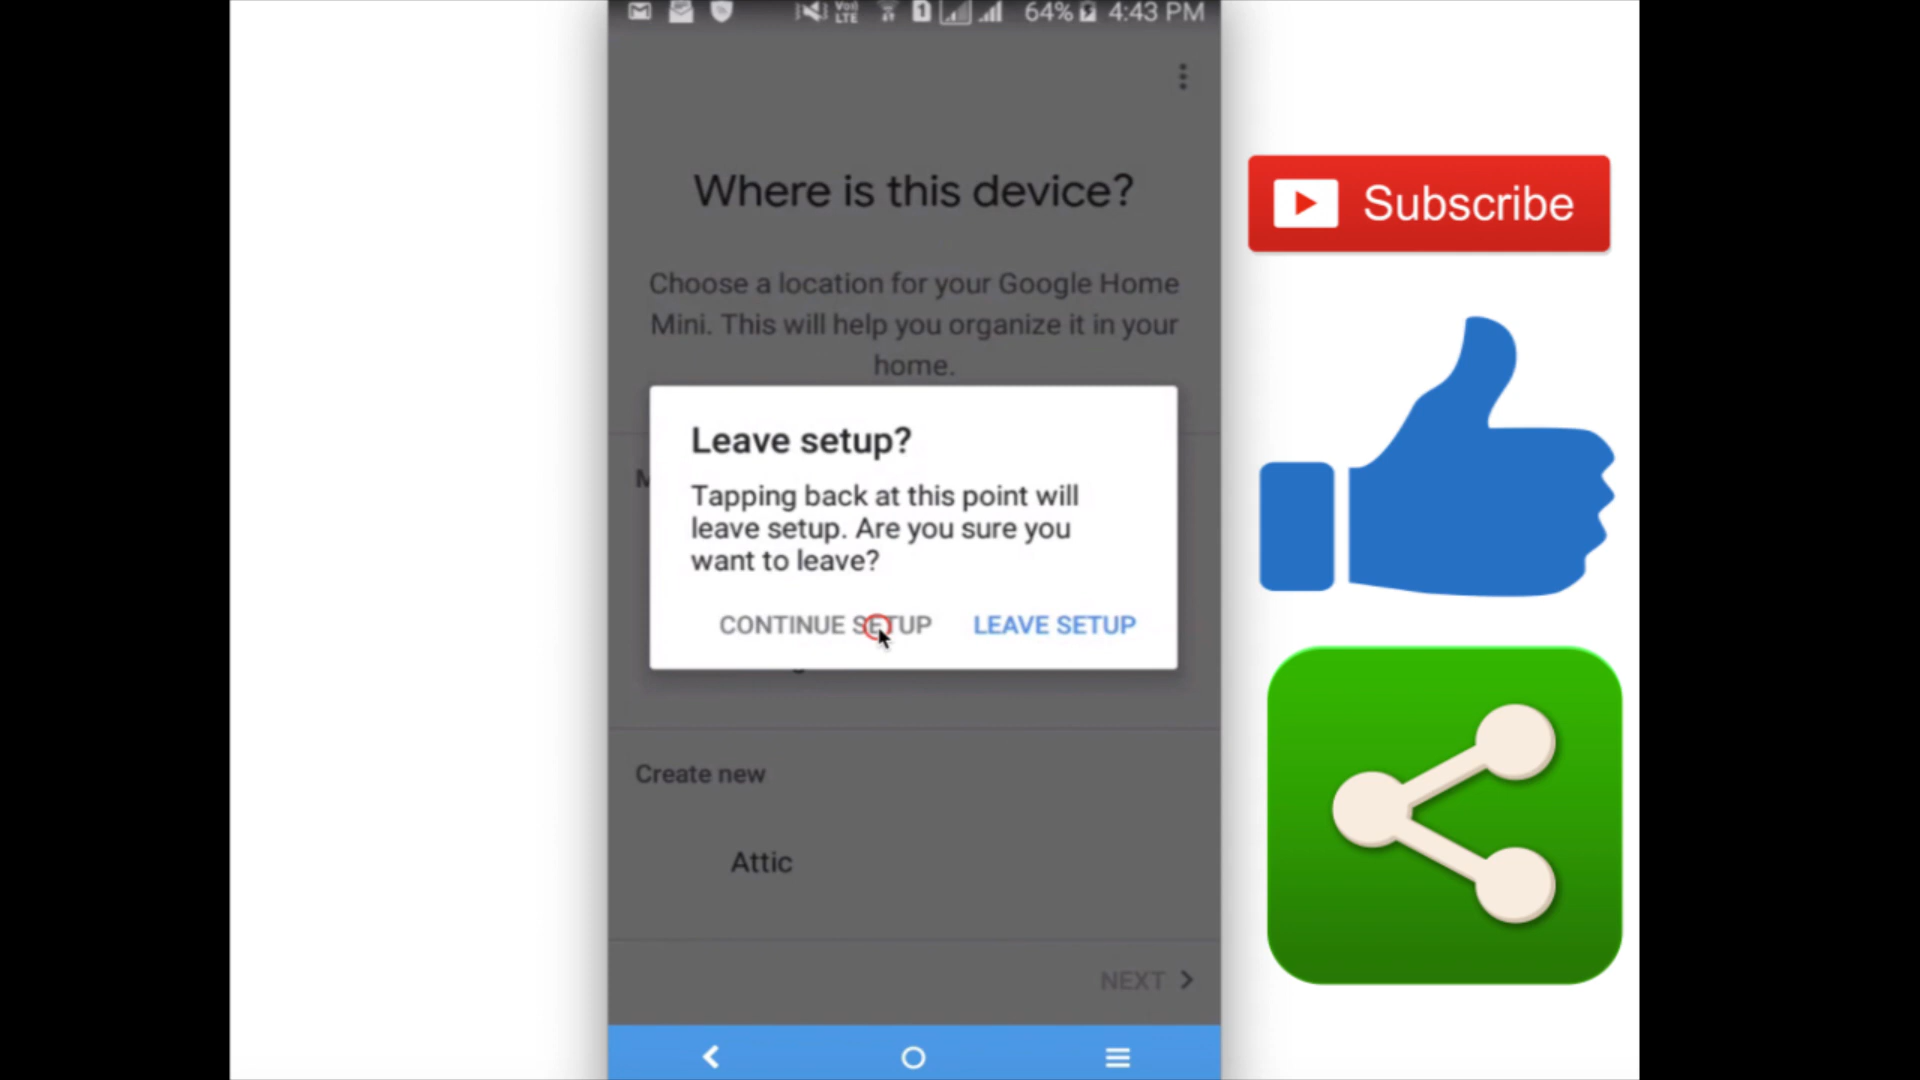 VoLTE 1 64% 4:43 PM
Where is this device?
Choose a location for your Google Home
Mini. This will help you organize it in your
home.
Leave setup?
Tapping back at this point will
leave setup. Are you sure you
want to leave?
CONTINUE SETUP LEAVE SETUP
Create new
Attic
NEXT
Subscribe